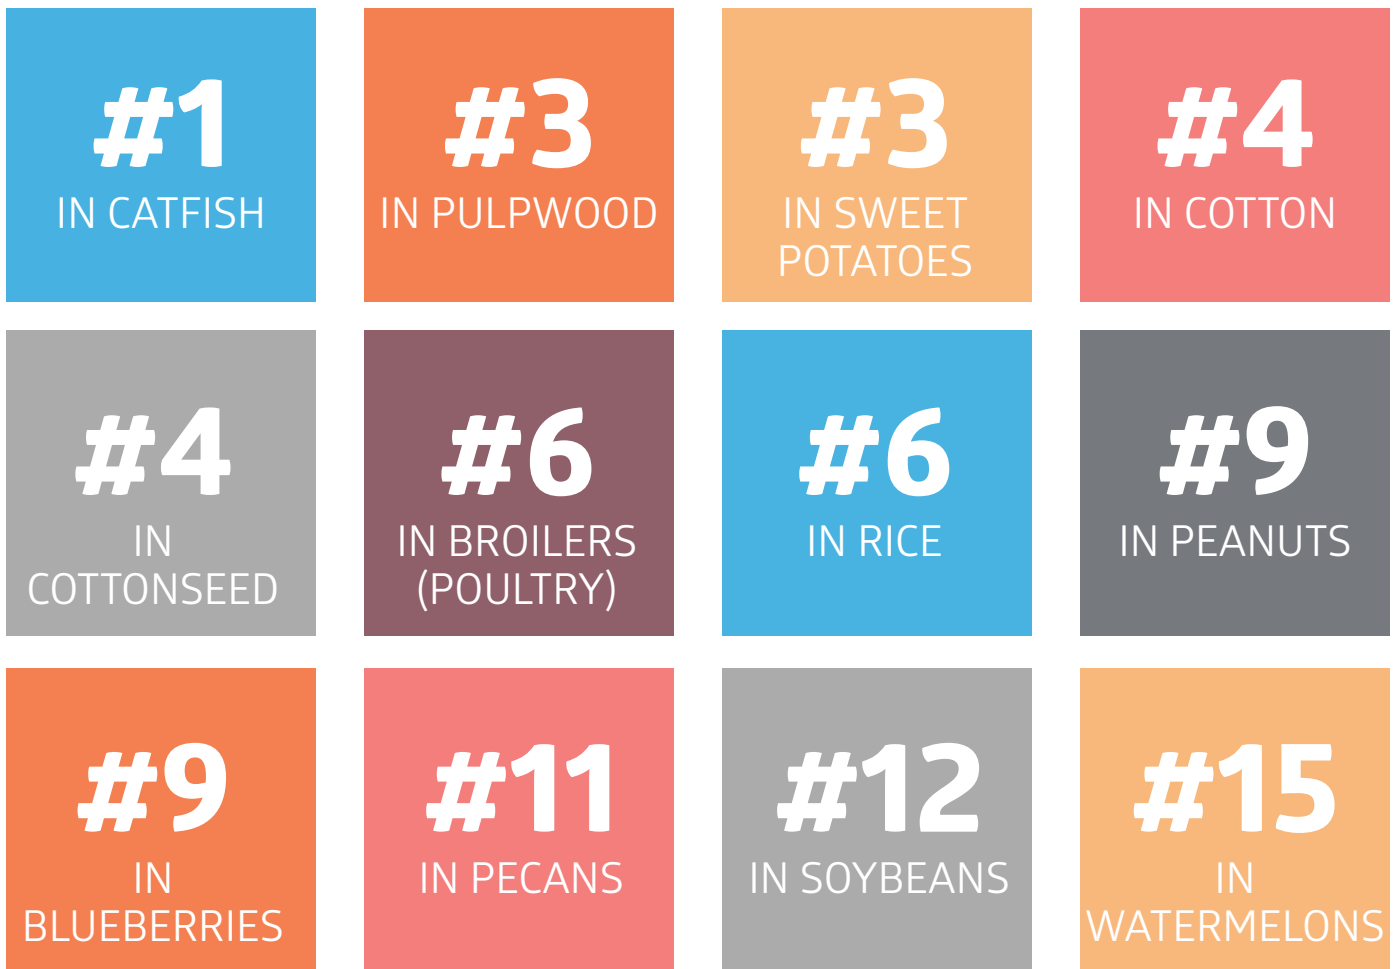 #1
IN CATFISH
#3
IN PULPWOOD
#3
IN SWEET
POTATOES
#4
IN COTTON
#4
IN
COTTONSEED
#6
IN BROILERS
(POULTRY)
#6
IN RICE
#9
IN PEANUTS
#9
IN
BLUEBERRIES
#11
IN PECANS
#12
IN SOYBEANS
#15
IN
WATERMELONS